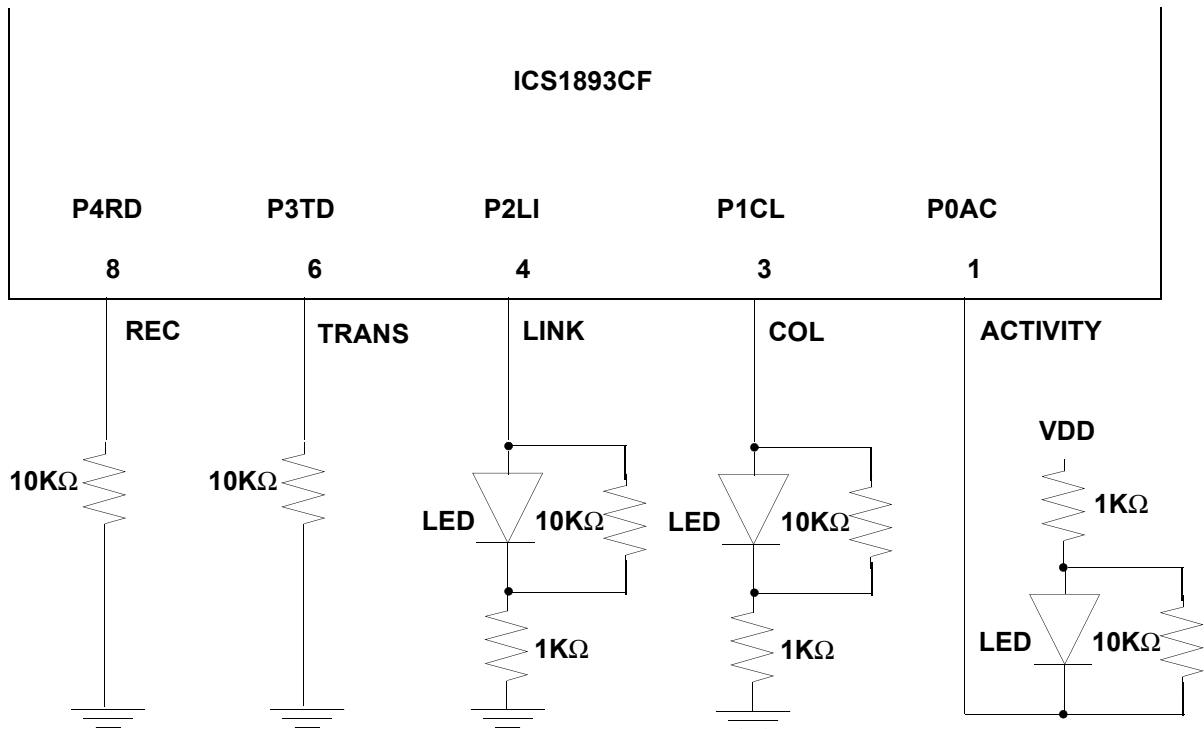 ICS1893CF
P4RD P3TD P2LI P1CL P0AC
8 6 4 3 1
REC TRANS LINK COL ACTIVITY
VDD
10KΩ 10KΩ LED 10KΩ LED 10KΩ 1KΩ
1KΩ 1KΩ LED 10KΩ